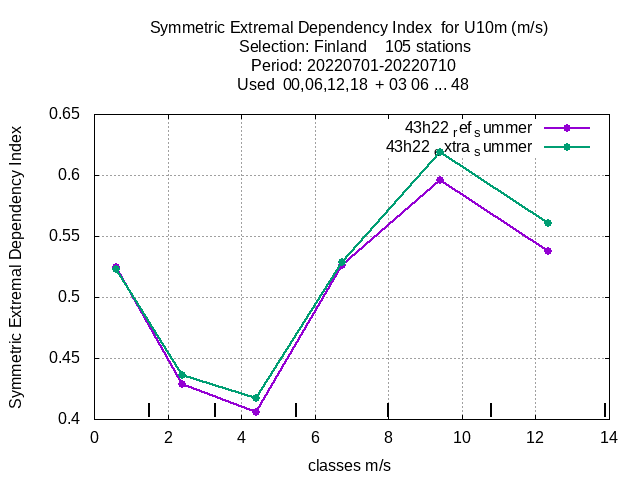 Symmetric Extremal Dependency Index  for U10m (m/s)
Selection: Finland    105 stations
Period: 20220701-20220710
Used  00,06,12,18  + 03 06 ... 48
43h22 ref summer
43h22 extra summer
Symmetric Extremal Dependency Index
0.65
0.6
0.55
0.5
0.45
0.4
0 2 4 6 8 10 12 14
classes m/s